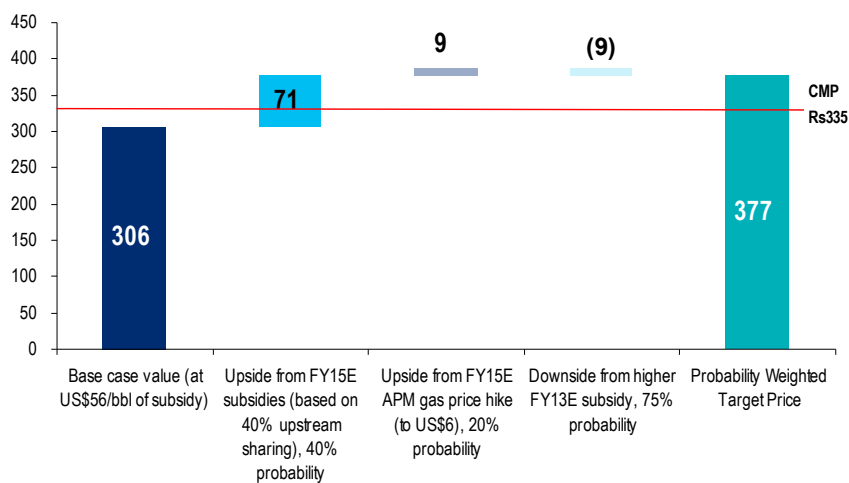 450
400
350
300
250
200
150
100
50
0
306
71
9
(9)
377
CMP
Rs335
Base case value (at
US$56/bbl of subsidy)
Upside from FY15E
subsidies (based on
40% upstream
sharing), 40%
probability
Upside from FY15E
APM gas price hike
(to US$6), 20%
probability
Downside from higher
FY13E subsidy, 75%
probability
Probability Weighted
Target Price